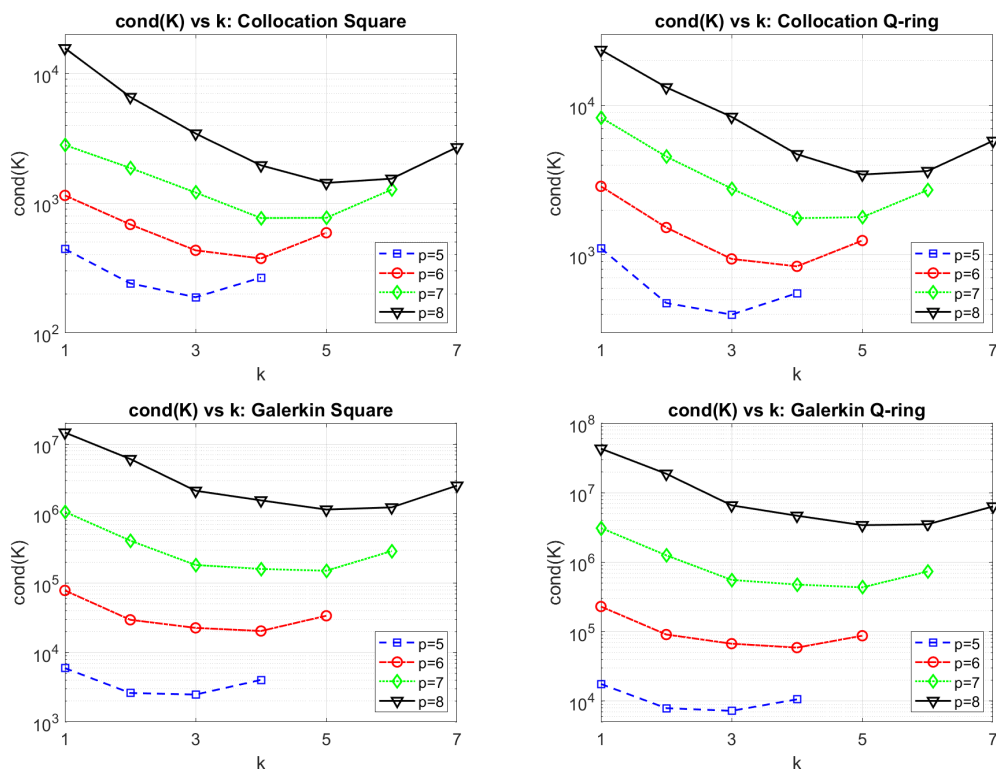 cond(K) vs k: Collocation Square
cond(K)
10^4
10^3
10^2
1
3
5
7
k
p=5
p=6
p=7
p=8
cond(K) vs k: Collocation Q-ring
cond(K)
10^4
10^3
1
3
5
7
k
p=5
p=6
p=7
p=8
cond(K) vs k: Galerkin Square
cond(K)
10^7
10^6
10^5
10^4
10^3
1
3
5
7
k
p=5
p=6
p=7
p=8
cond(K) vs k: Galerkin Q-ring
cond(K)
10^8
10^7
10^6
10^5
10^4
1
3
5
7
k
p=5
p=6
p=7
p=8